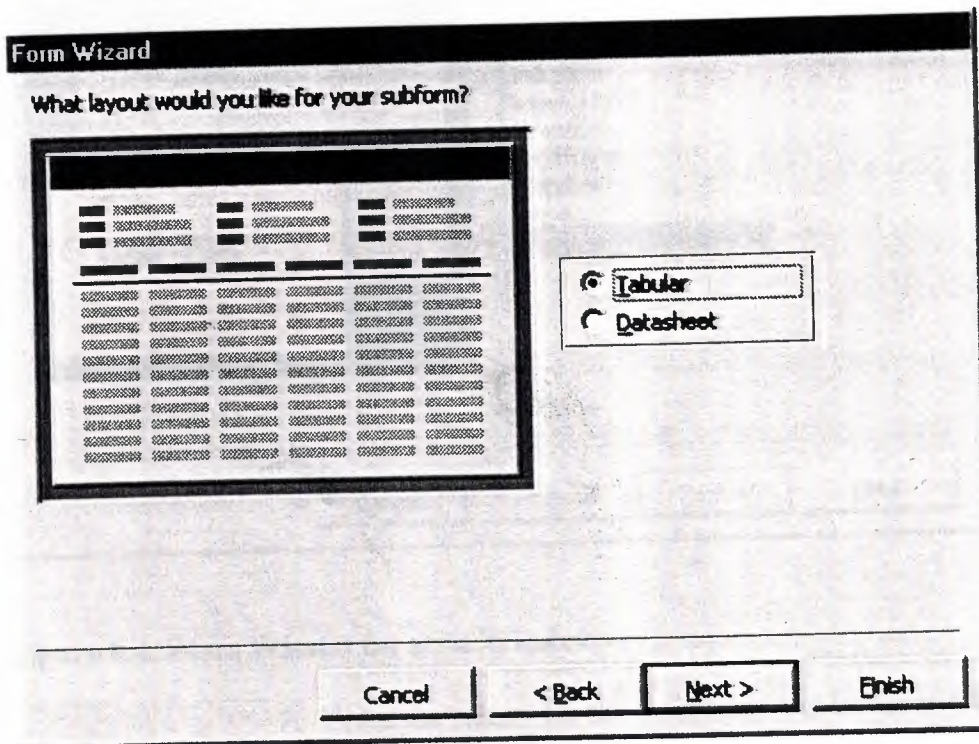 Form Wizard
What layout would you like for your subform?
Tabular
Datasheet
Cancel
< Back
Next >
Finish